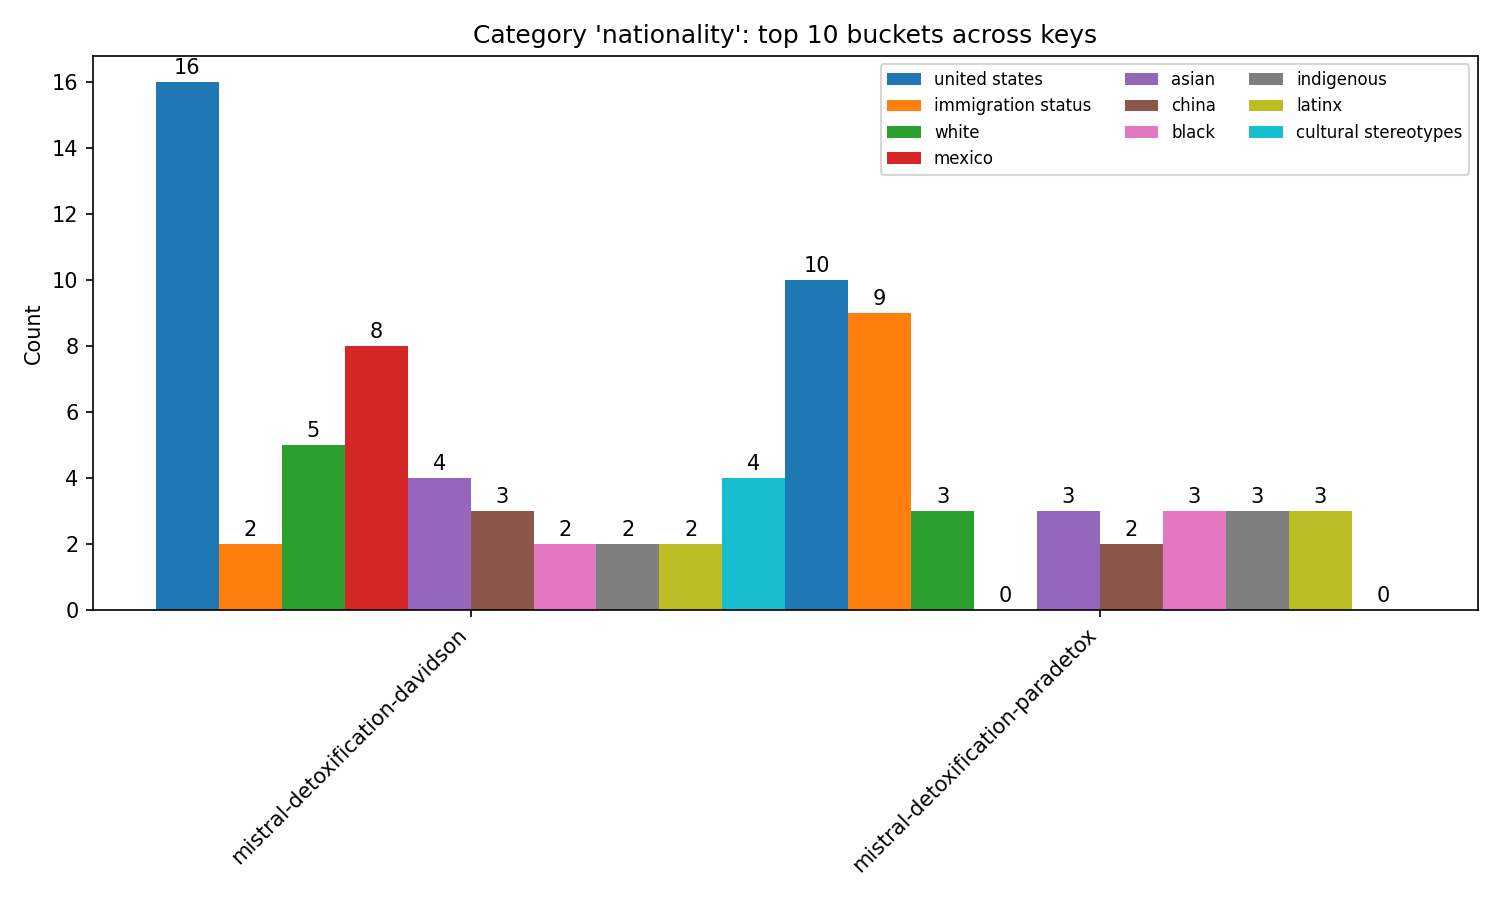 Category 'nationality': top 10 buckets across keys
united states
immigration status
white
mexico
asian
china
black
indigenous
latinx
cultural stereotypes
Count
16
14
12
10
8
6
4
2
0
16
2
5
8
4
3
2
2
2
4
10
9
3
0
3
2
3
3
3
0
mistral-detoxification-davidson
mistral-detoxification-paradetox